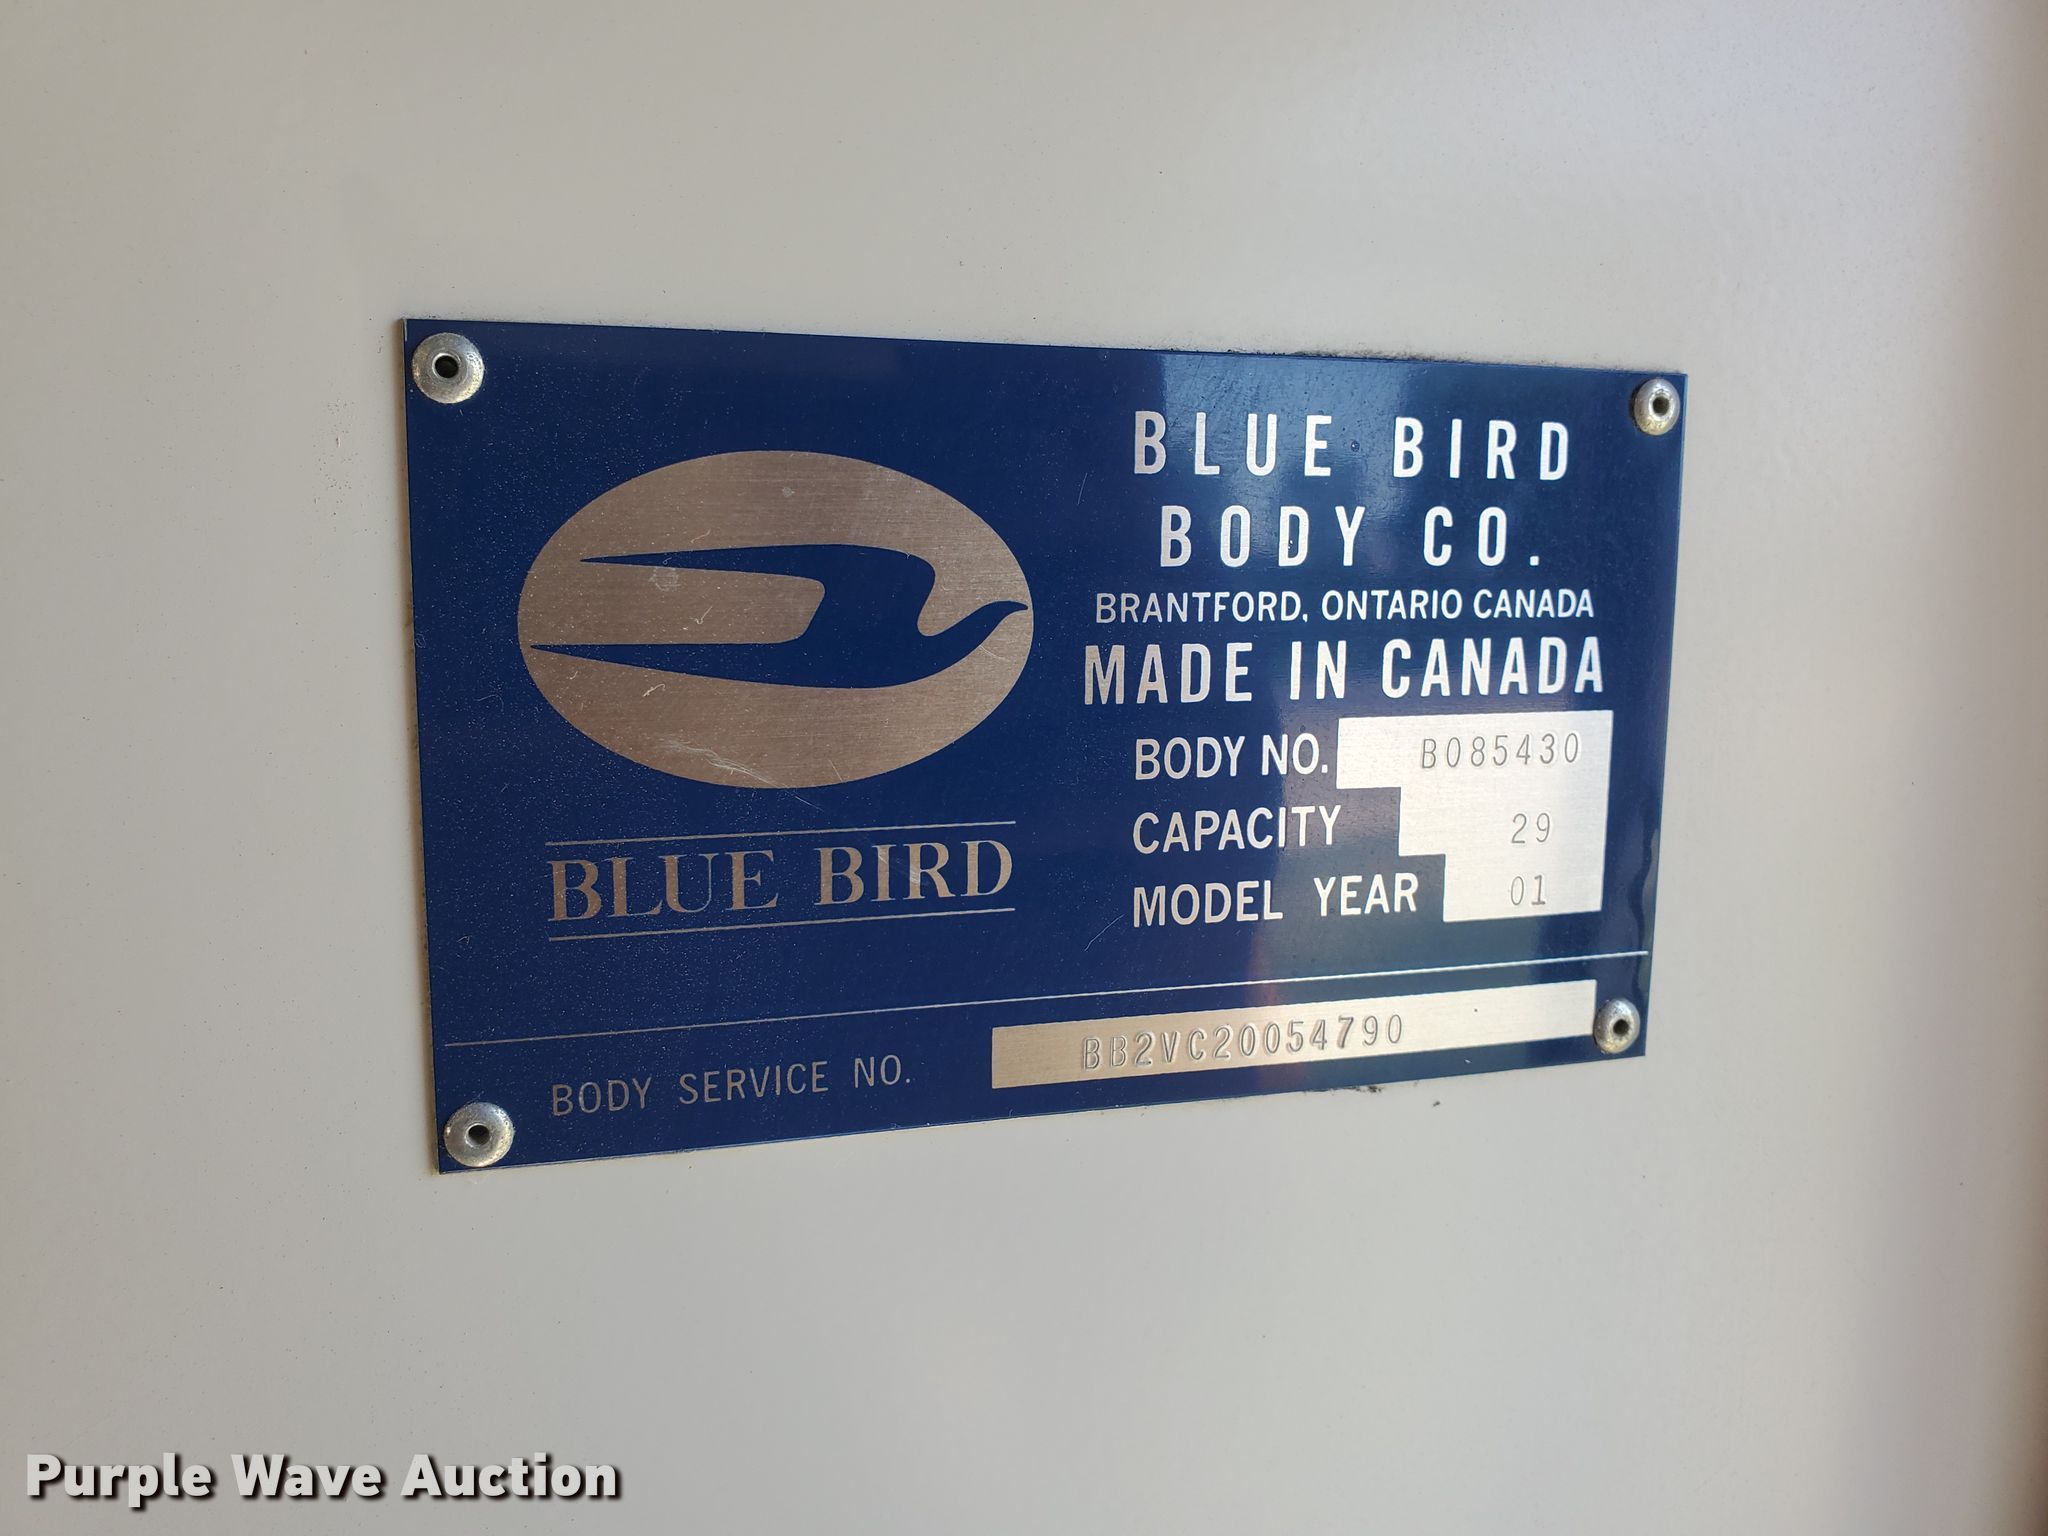 BLUE BIRD
BODY CO.
BRANTFORD, ONTARIO CANADA
MADE IN CANADA
BODY NO. B085430
CAPACITY 29
MODEL YEAR 01
BLUE BIRD
BODY SERVICE NO. BB2VC20054790
Purple Wave Auction